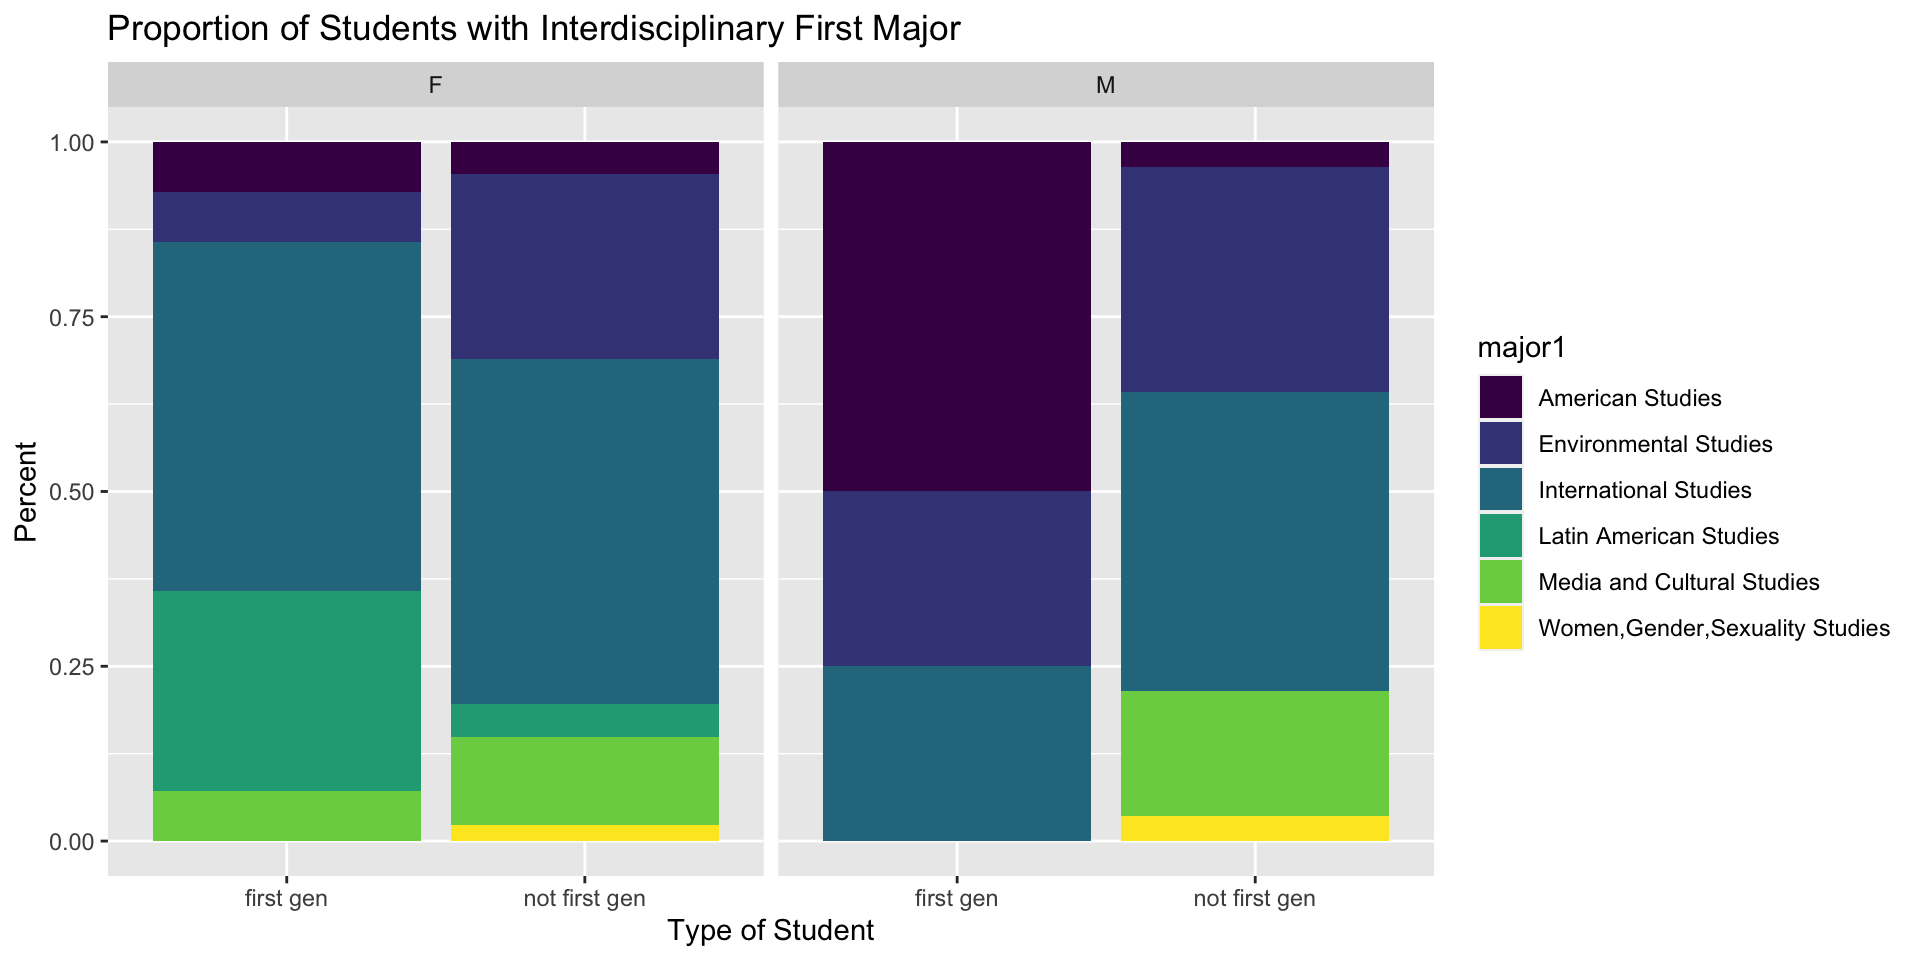 Proportion of Students with Interdisciplinary First Major
F
M
1.00
0.75
0.50
0.25
0.00
Percent
first gen
not first gen
first gen
not first gen
Type of Student
major1
American Studies
Environmental Studies
International Studies
Latin American Studies
Media and Cultural Studies
Women,Gender,Sexuality Studies